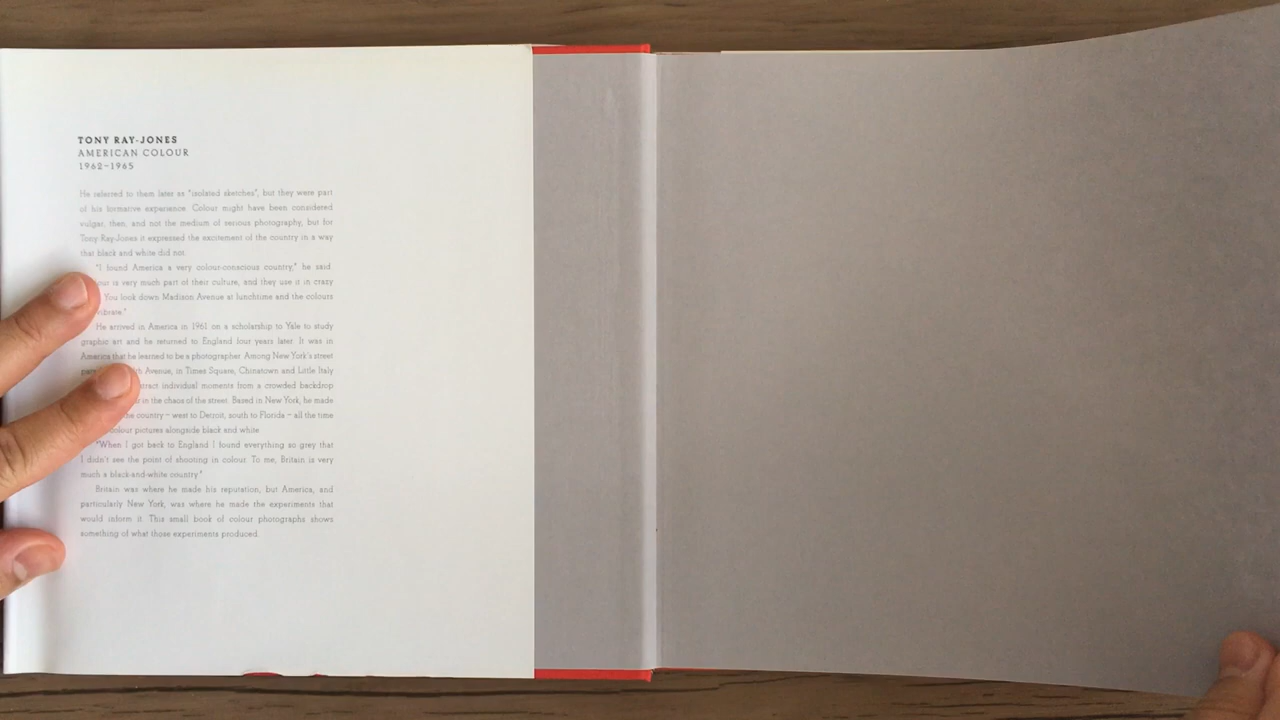 TONY RAY-JONES
AMERICAN COLOUR
1962–1965
He referred to them later as "isolated sketches", but they were part
of his formative experience. Colour might have been considered
vulgar, then, and not the medium of serious photography, but for
Tony Ray-Jones it expressed the excitement of the country in a way
that black and white did not.
"I found America a very colour-conscious country," he said.
is very much part of their culture, and they use it in crazy
You look down Madison Avenue at lunchtime and the colours
vibrate."
He arrived in America in 1961 on a scholarship to Yale to study
graphic art and he returned to England four years later. It was in
America that he learned to be a photographer. Among New York's street
Avenue, in Times Square, Chinatown and Little Italy
individual moments from a crowded backdrop
in the chaos of the street. Based in New York, he made
country – west to Detroit, south to Florida – all the time
colour pictures alongside black and white.
"When I got back to England I found everything so grey that
I didn't see the point of shooting in colour. To me, Britain is very
much a black-and-white country."
Britain was where he made his reputation, but America, and
particularly New York, was where he made the experiments that
would inform it. This small book of colour photographs shows
something of what those experiments produced.